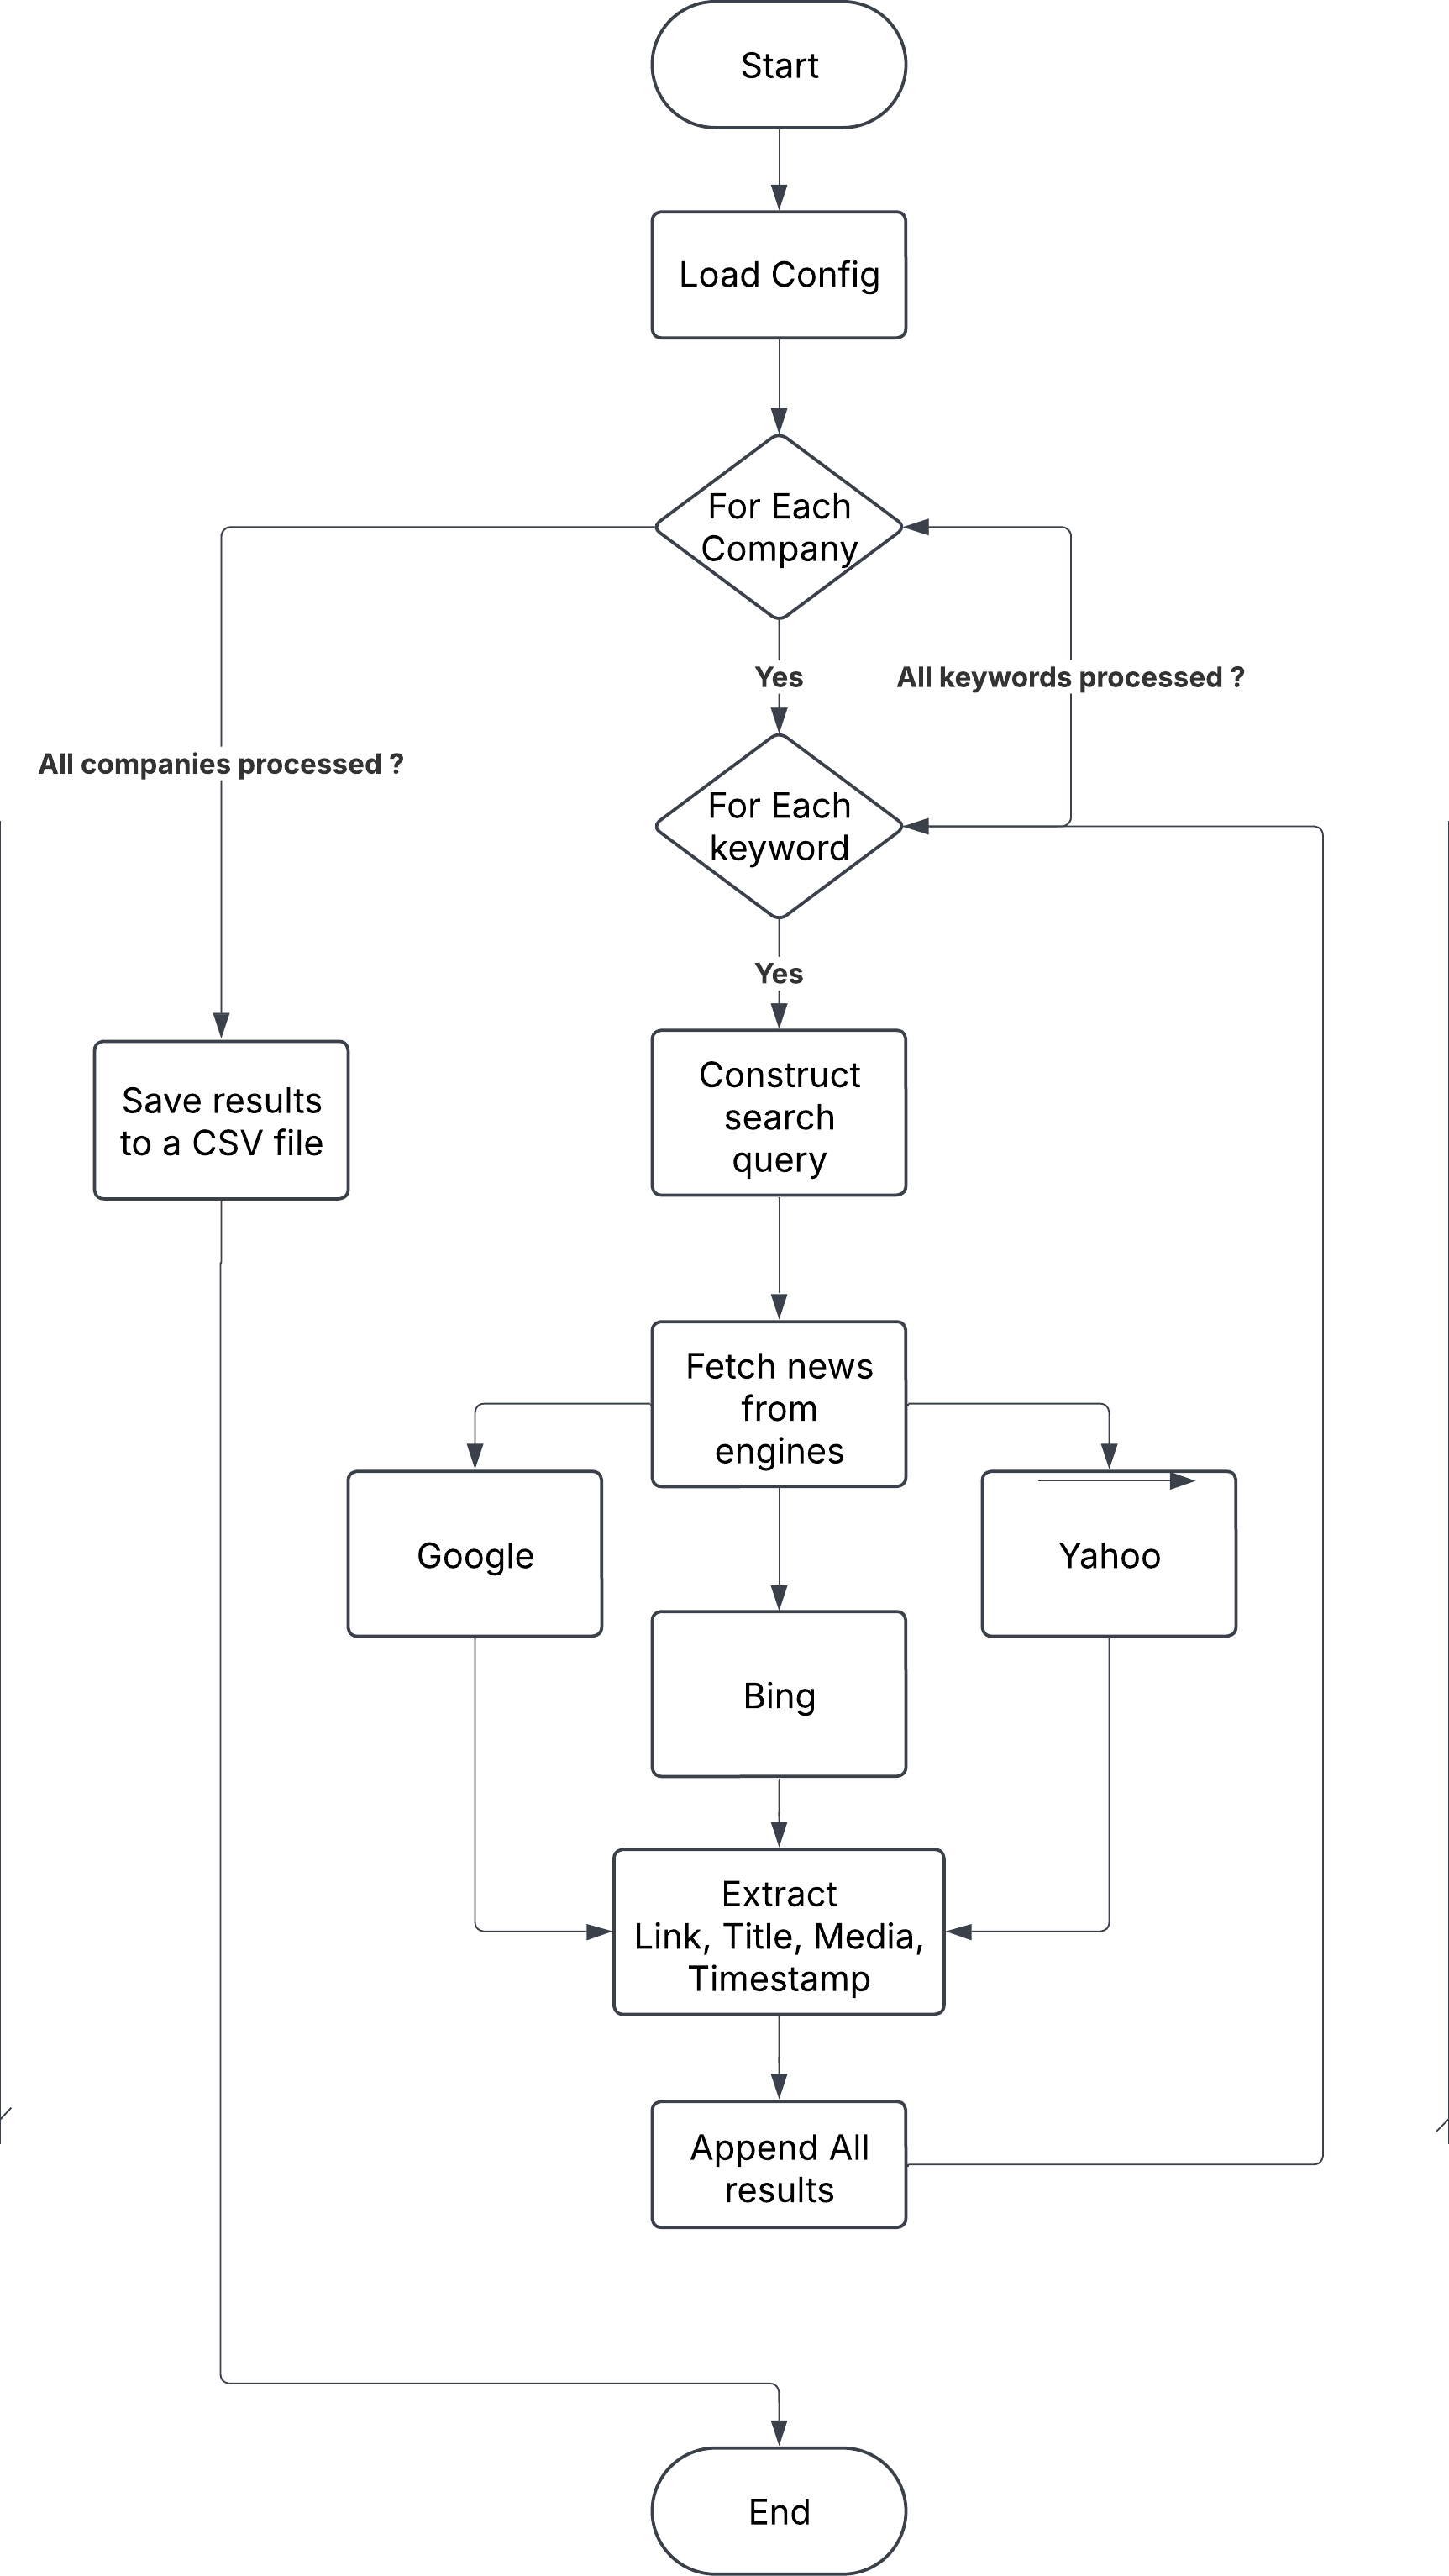 Start
Load Config
For Each
Company
Yes
All keywords processed ?
All companies processed ?
For Each
keyword
Yes
Save results
to a CSV file
Construct
search
query
Fetch news
from
engines
Google
Yahoo
Bing
Extract
Link, Title, Media,
Timestamp
Append All
results
End